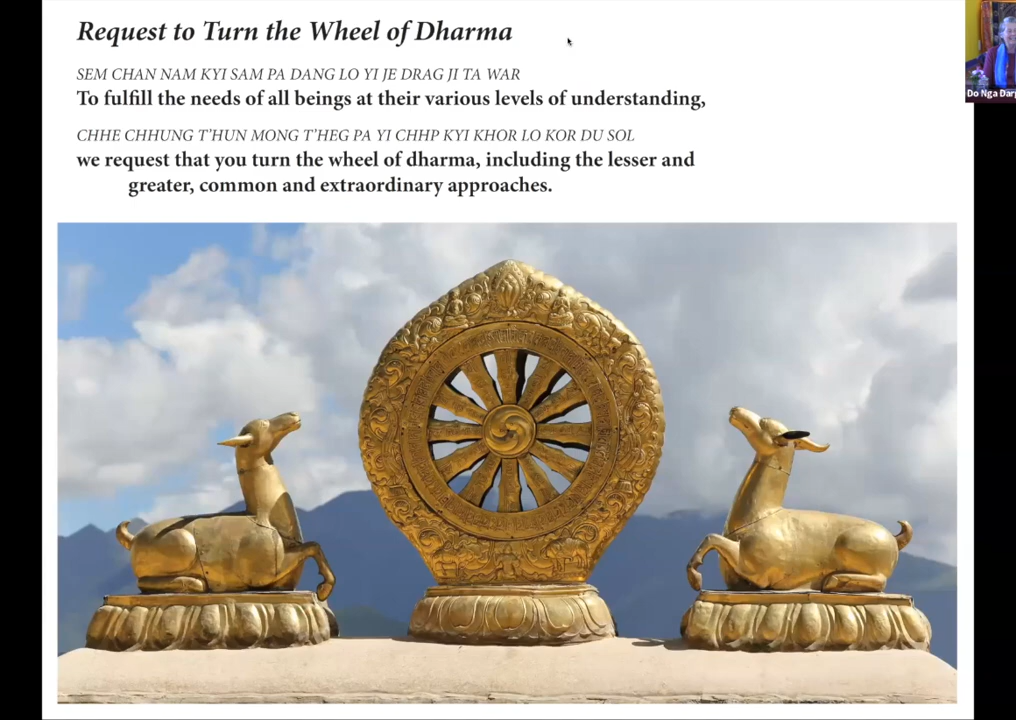 Request to Turn the Wheel of Dharma
SEM CHAN NAM KYI SAM PA DANG LO YI JE DRAG JI TA WAR
To fulfill the needs of all beings at their various levels of understanding,
CHHE CHHUNG T'HUN MONG T'HEG PA YI CHHP KYI KHOR LO KOR DU SOL
we request that you turn the wheel of dharma, including the lesser and
greater, common and extraordinary approaches.
Do Nga Darg